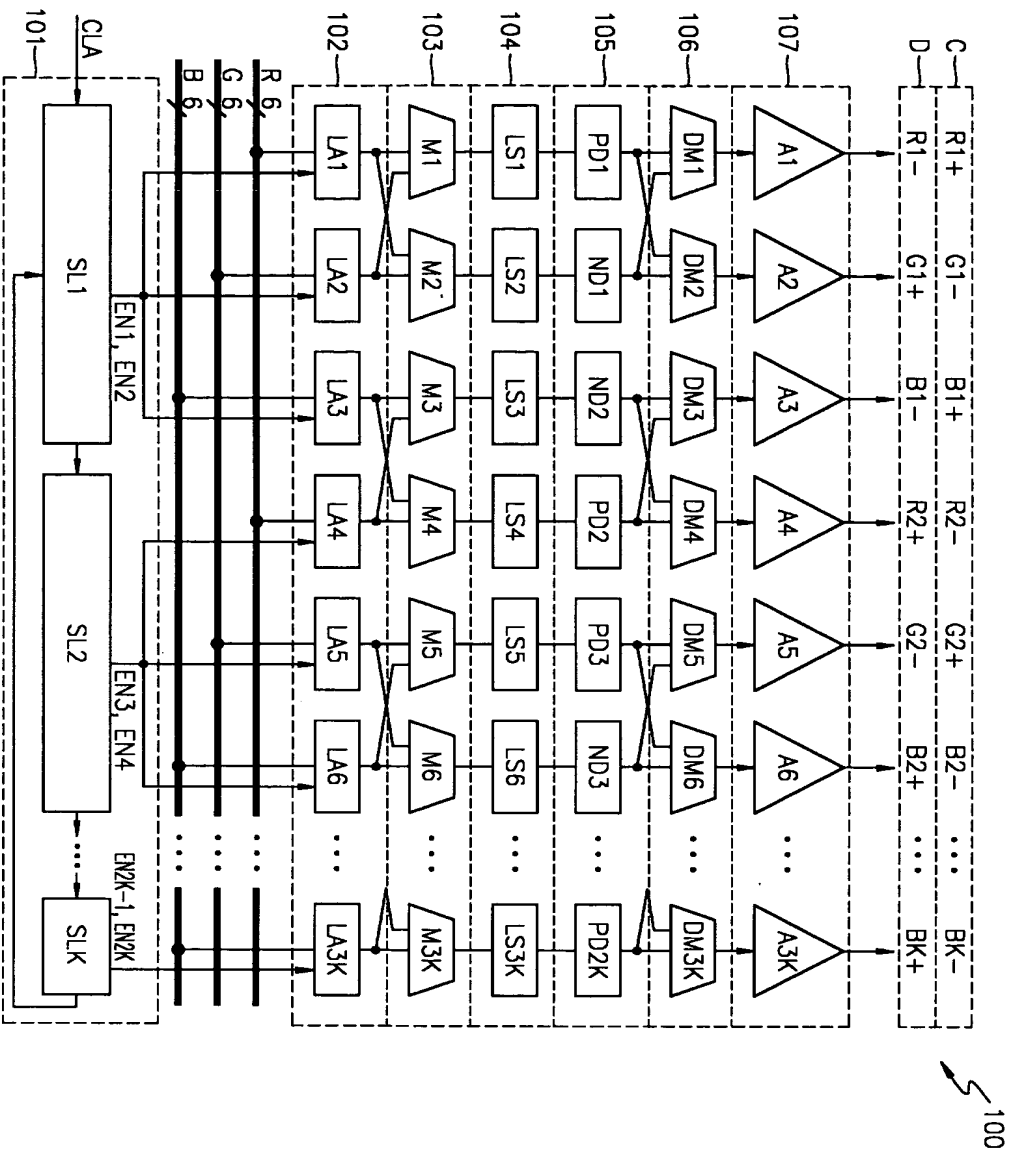 100
C R1+ G1- B1+ R2- G2+ B2- ... BK-
D R1- G1+ B1- R2+ G2- B2+ ... BK+
107 A1 A2 A3 A4 A5 A6 ... A3K
106 DM1 DM2 DM3 DM4 DM5 DM6 ... DM3K
105 PD1 ND1 ND2 PD2 PD3 ND3 ... PD2K
104 LS1 LS2 LS3 LS4 LS5 LS6 ... LS3K
103 M1 M2 M3 M4 M5 M6 ... M3K
102 LA1 LA2 LA3 LA4 LA5 LA6 ... LA3K
R 6
G 6
B 6
EN1, EN2 EN3, EN4 EN2K-1, EN2K
CLA
101 SL1 SL2 ... SLK